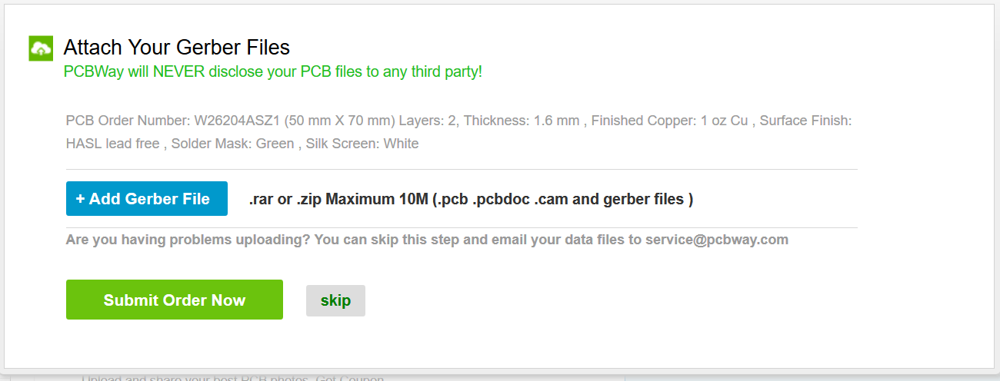 Attach Your Gerber Files
PCBWay will NEVER disclose your PCB files to any third party!
PCB Order Number: W26204ASZ1 (50 mm X 70 mm) Layers: 2, Thickness: 1.6 mm , Finished Copper: 1 oz Cu , Surface Finish:
HASL lead free , Solder Mask: Green , Silk Screen: White
+ Add Gerber File .rar or .zip Maximum 10M (.pcb .pcbdoc .cam and gerber files )
Are you having problems uploading? You can skip this step and email your data files to service@pcbway.com
Submit Order Now skip
Upload and share your best PCB photos, Get Coupon